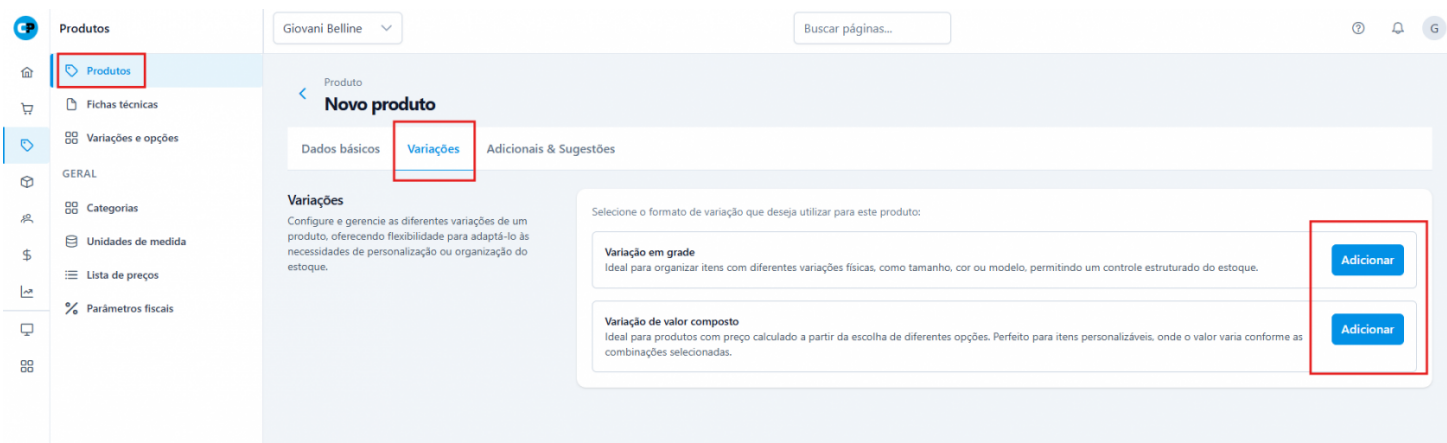 CP
Produtos
Giovani Belline
Buscar páginas...
G
Produtos
Fichas técnicas
Variações e opções
GERAL
Categorias
Unidades de medida
Lista de preços
Parâmetros fiscais
Produto
Novo produto
Dados básicos
Variações
Adicionais & Sugestões
Variações
Configure e gerencie as diferentes variações de um
produto, oferecendo flexibilidade para adaptá-lo às
necessidades de personalização ou organização do
estoque.
Selecione o formato de variação que deseja utilizar para este produto:
Variação em grade
Ideal para organizar itens com diferentes variações físicas, como tamanho, cor ou modelo, permitindo um controle estruturado do estoque.
Adicionar
Variação de valor composto
Ideal para produtos com preço calculado a partir da escolha de diferentes opções. Perfeito para itens personalizáveis, onde o valor varia conforme as
combinações selecionadas.
Adicionar